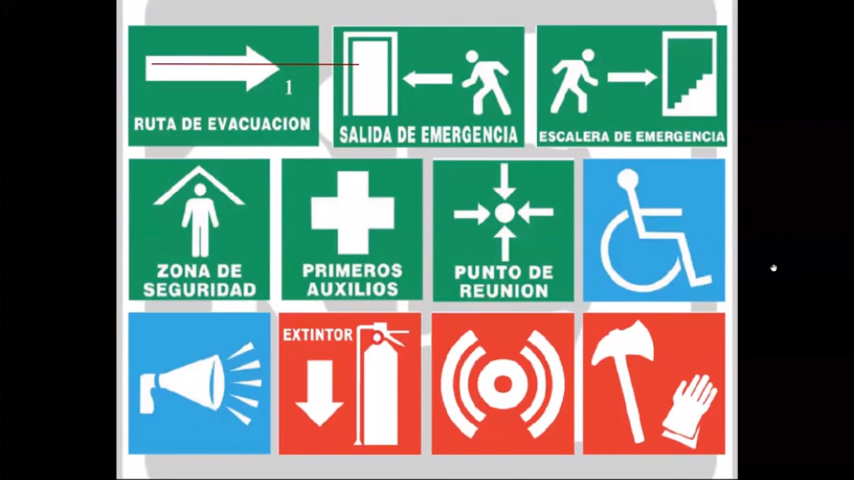 1
RUTA DE EVACUACION
SALIDA DE EMERGENCIA
ESCALERA DE EMERGENCIA
ZONA DE
SEGURIDAD
PRIMEROS
AUXILIOS
PUNTO DE
REUNION
EXTINTOR